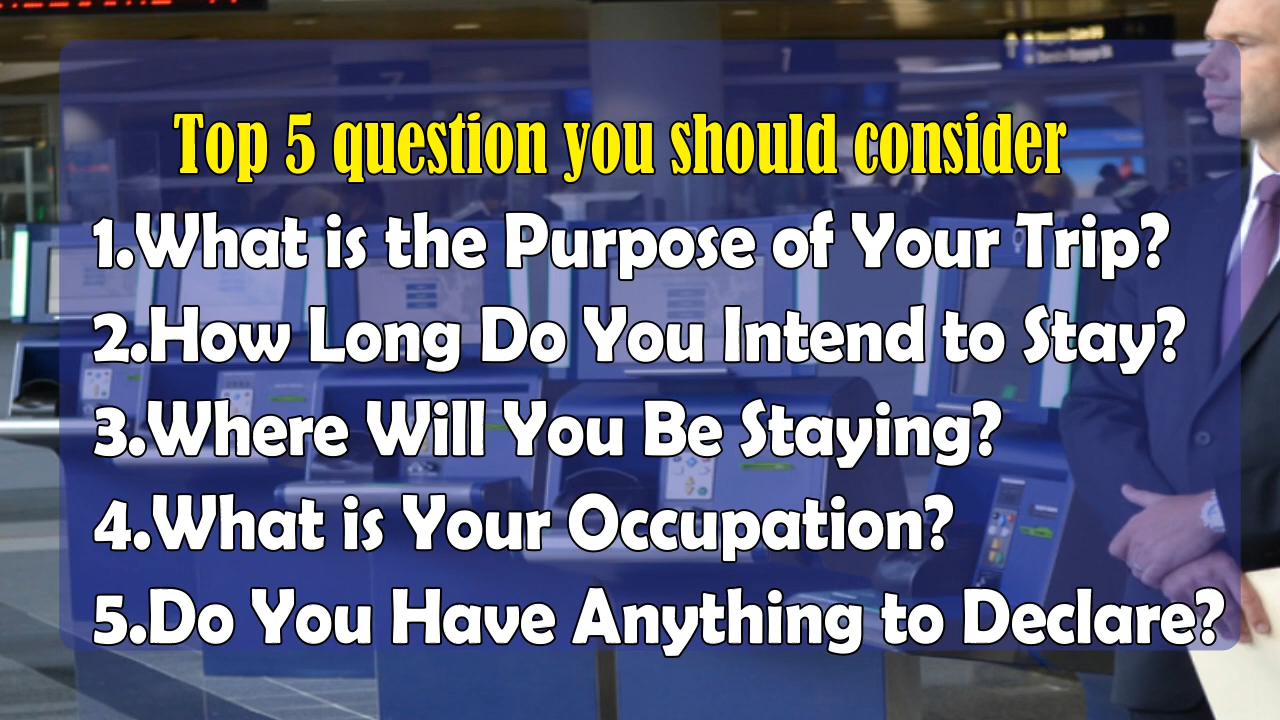 Top 5 question you should consider
1.What is the Purpose of Your Trip?
2.How Long Do You Intend to Stay?
3.Where Will You Be Staying?
4.What is Your Occupation?
5.Do You Have Anything to Declare?